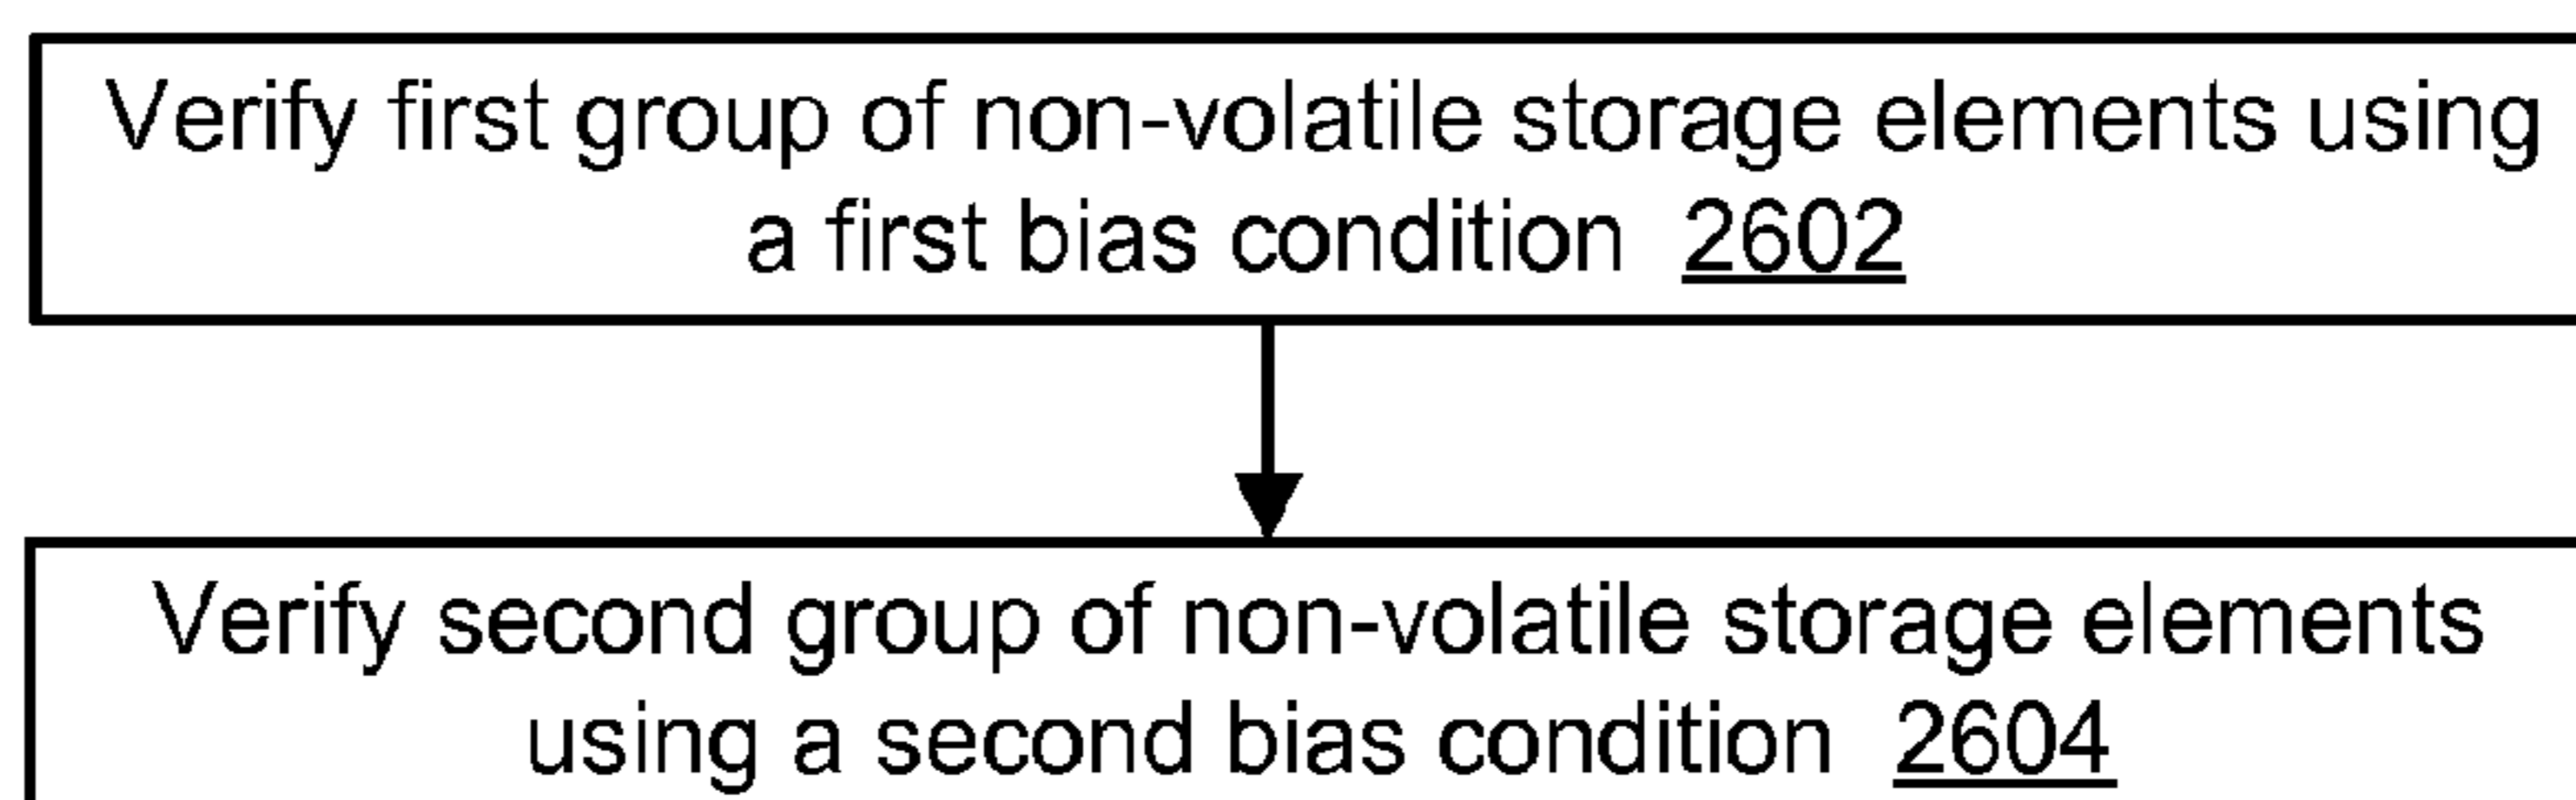 Verify first group of non-volatile storage elements using
a first bias condition 2602
Verify second group of non-volatile storage elements
using a second bias condition 2604